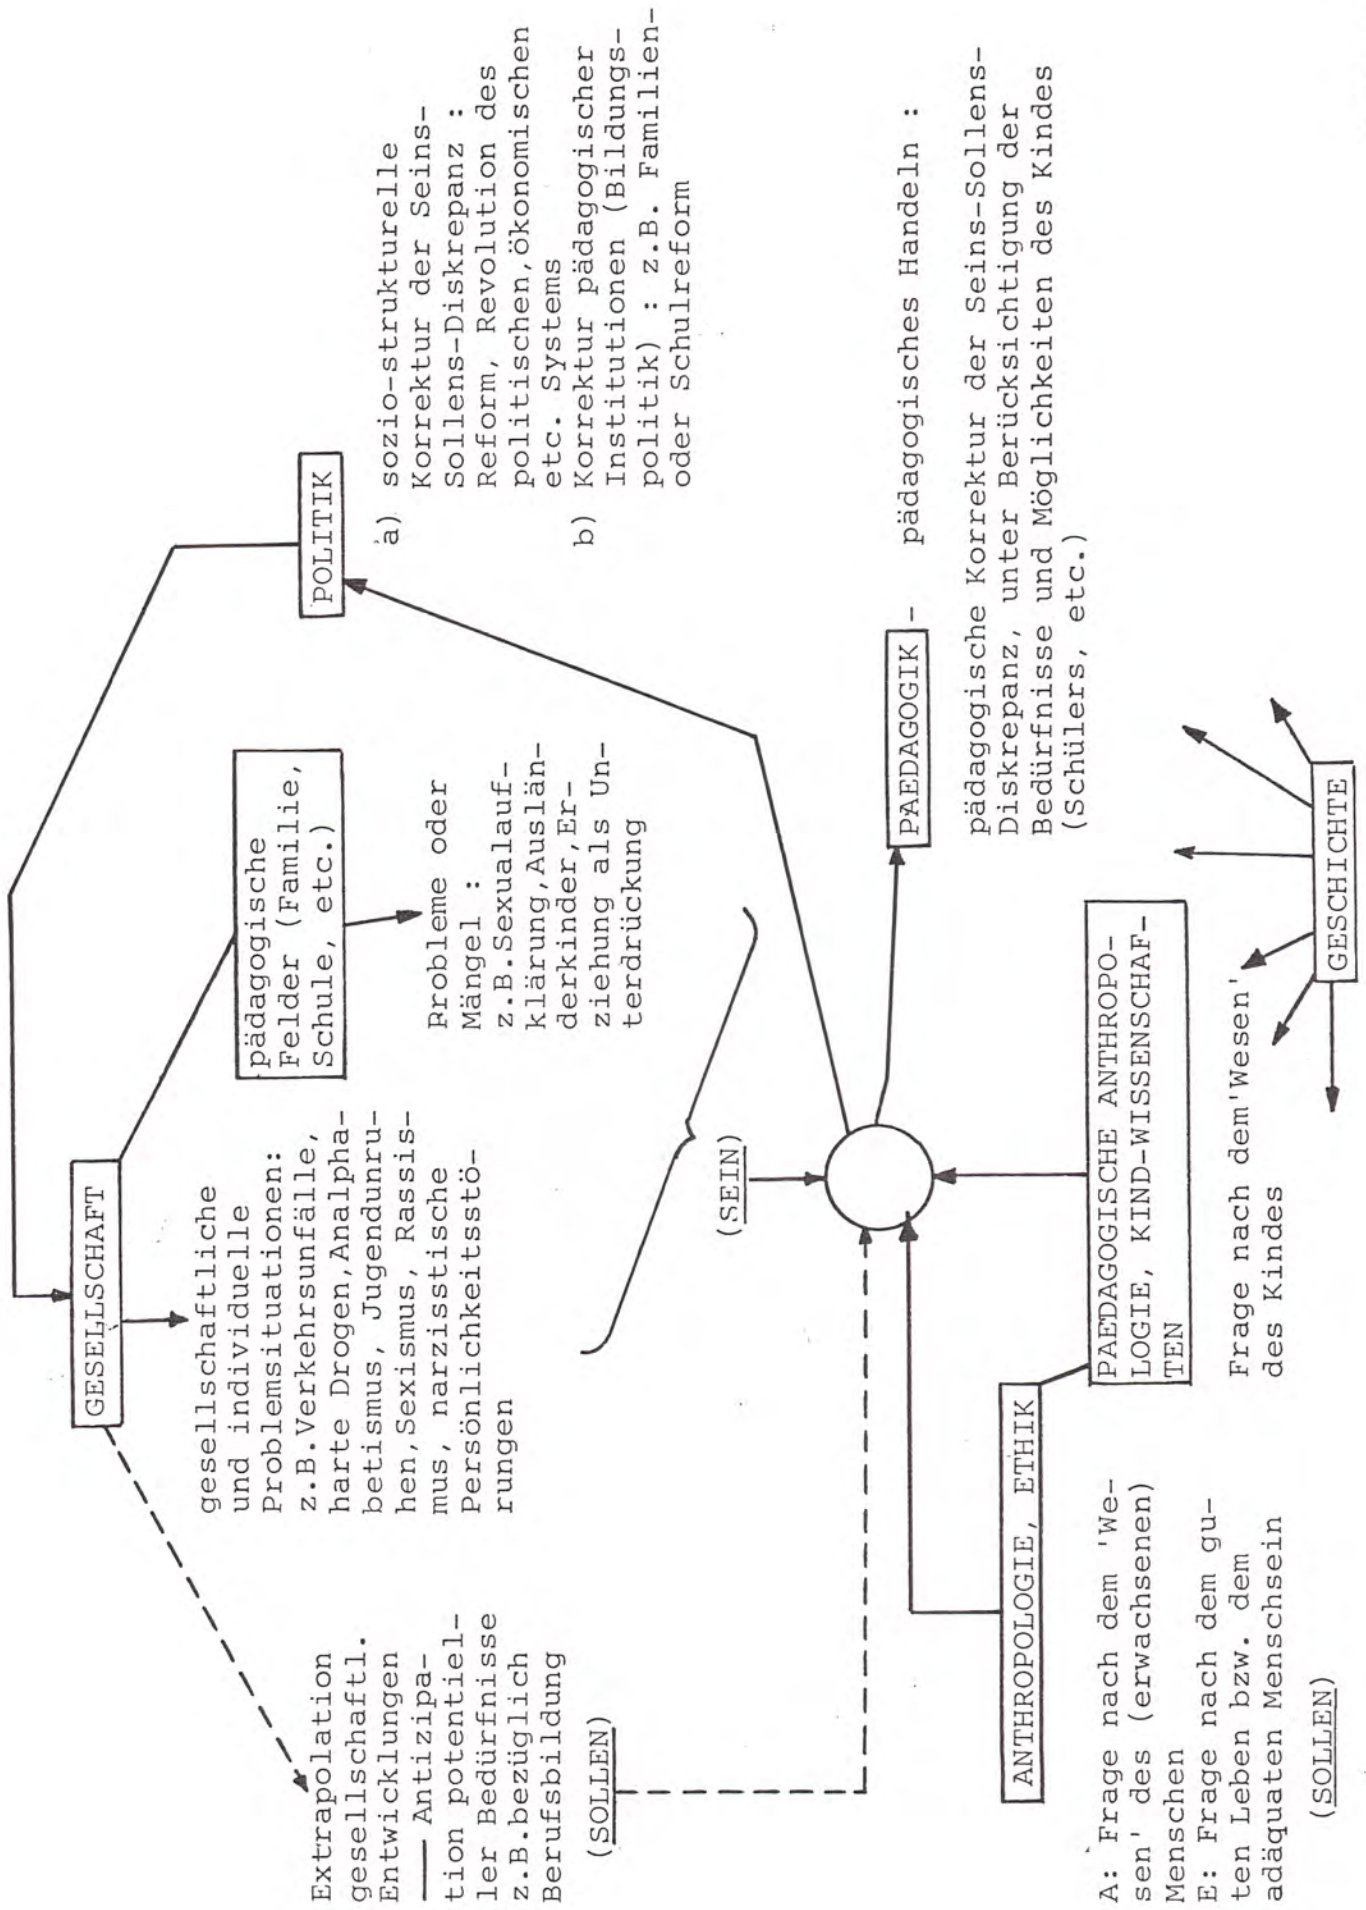 GESELLSCHAFT
gesellschaftliche
und individuelle
Problemsituationen:
z.B.Verkehrsunfälle,
harte Drogen,Analpha-
betismus, Jugendunru-
hen,Sexismus, Rassis-
mus, narzisstische
Persönlichkeitsstö-
rungen
pädagogische
Felder (Familie,
Schule, etc.)
Probleme oder
Mängel :
z.B.Sexualauf-
klärung,Auslän-
derkinder,Er-
ziehung als Un-
terdrückung
POLITIK
a) sozio-strukturelle
Korrektur der Seins-
Sollens-Diskrepanz :
Reform, Revolution des
politischen,ökonomischen
etc. Systems
b) Korrektur pädagogischer
Institutionen (Bildungs-
politik) : z.B. Familien-
oder Schulreform
Extrapolation
gesellschaftl.
Entwicklungen
— Antizipa-
tion potentiel-
ler Bedürfnisse
z.B.bezüglich
Berufsbildung
(SOLLEN)
(SEIN)
PAEDAGOGIK - pädagogisches Handeln :
pädagogische Korrektur der Seins-Sollens-
Diskrepanz, unter Berücksichtigung der
Bedürfnisse und Möglichkeiten des Kindes
(Schülers, etc.)
ANTHROPOLOGIE, ETHIK
A: Frage nach dem 'We-
sen' des (erwachsenen)
Menschen
E: Frage nach dem gu-
ten Leben bzw. dem
adäquaten Menschsein
(SOLLEN)
PAEDAGOGISCHE ANTHROPO-
LOGIE, KIND-WISSENSCHAF-
TEN
Frage nach dem'Wesen'
des Kindes
GESCHICHTE